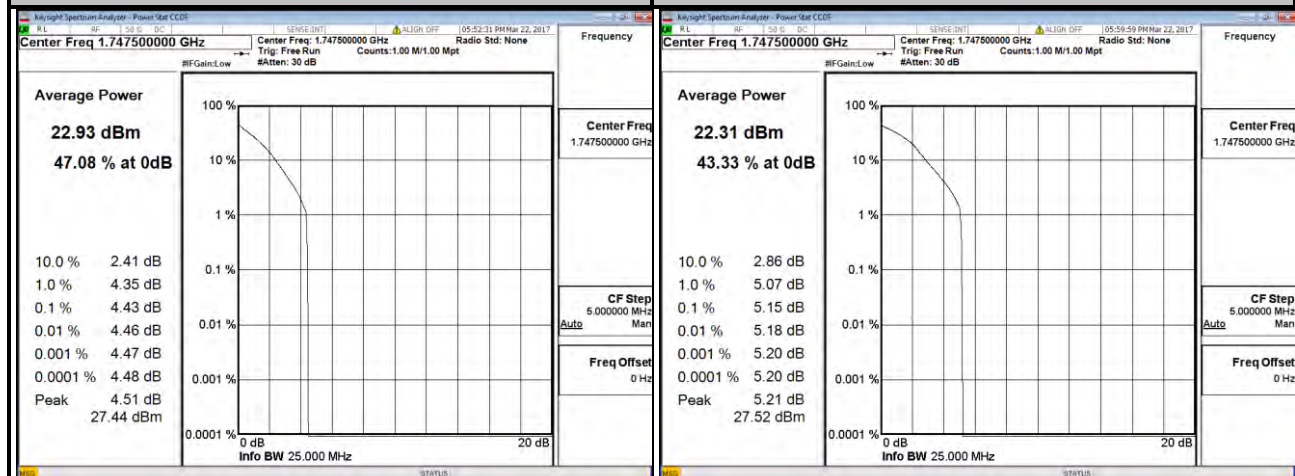 Keysight Spectrum Analyzer - Power Stat CCDF
RL RF 50 Ω DC SENSE:INT ALIGN OFF 05:52:31 PM Mar 22, 2017
Center Freq 1.747500000 GHz
Center Freq: 1.747500000 GHz Radio Std: None
Trig: Free Run Counts:1.00 M/1.00 Mpt
#IFGain:Low #Atten: 30 dB
Frequency
Average Power
22.93 dBm
47.08 % at 0dB
10.0 % 2.41 dB
1.0 % 4.35 dB
0.1 % 4.43 dB
0.01 % 4.46 dB
0.001 % 4.47 dB
0.0001 % 4.48 dB
Peak 4.51 dB
27.44 dBm
100 %
10 %
1 %
0.1 %
0.01 %
0.001 %
0.0001 %
0 dB 20 dB
Info BW 25.000 MHz
Center Freq
1.747500000 GHz
CF Step
5.000000 MHz
Auto Man
Freq Offset
0 Hz
MSG STATUS
Keysight Spectrum Analyzer - Power Stat CCDF
RL RF 50 Ω DC SENSE:INT ALIGN OFF 05:59:59 PM Mar 22, 2017
Center Freq 1.747500000 GHz
Center Freq: 1.747500000 GHz Radio Std: None
Trig: Free Run Counts:1.00 M/1.00 Mpt
#IFGain:Low #Atten: 30 dB
Frequency
Average Power
22.31 dBm
43.33 % at 0dB
10.0 % 2.86 dB
1.0 % 5.07 dB
0.1 % 5.15 dB
0.01 % 5.18 dB
0.001 % 5.20 dB
0.0001 % 5.20 dB
Peak 5.21 dB
27.52 dBm
100 %
10 %
1 %
0.1 %
0.01 %
0.001 %
0.0001 %
0 dB 20 dB
Info BW 25.000 MHz
Center Freq
1.747500000 GHz
CF Step
5.000000 MHz
Auto Man
Freq Offset
0 Hz
MSG STATUS